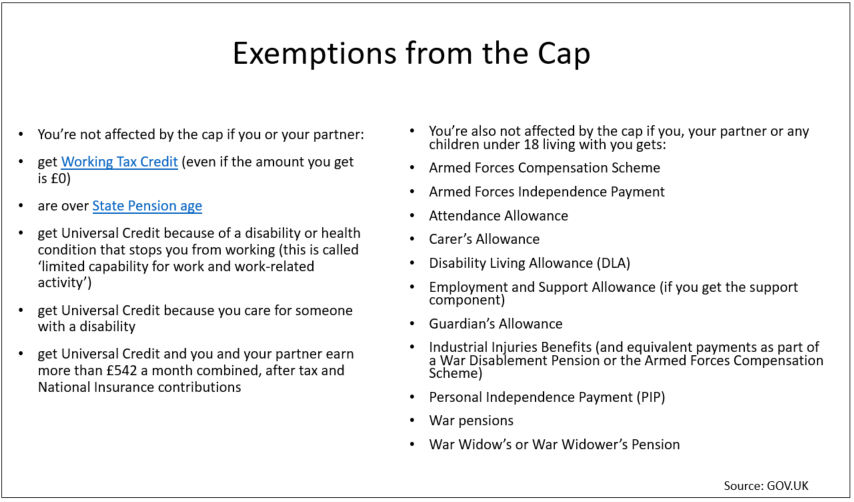 Exemptions from the Cap
• You’re not affected by the cap if you or your partner:
• get Working Tax Credit (even if the amount you get
is £0)
• are over State Pension age
• get Universal Credit because of a disability or health
condition that stops you from working (this is called
‘limited capability for work and work-related
activity’)
• get Universal Credit because you care for someone
with a disability
• get Universal Credit and you and your partner earn
more than £542 a month combined, after tax and
National Insurance contributions
• You’re also not affected by the cap if you, your partner or any
children under 18 living with you gets:
• Armed Forces Compensation Scheme
• Armed Forces Independence Payment
• Attendance Allowance
• Carer’s Allowance
• Disability Living Allowance (DLA)
• Employment and Support Allowance (if you get the support
component)
• Guardian’s Allowance
• Industrial Injuries Benefits (and equivalent payments as part of
a War Disablement Pension or the Armed Forces Compensation
Scheme)
• Personal Independence Payment (PIP)
• War pensions
• War Widow’s or War Widower’s Pension
Source: GOV.UK